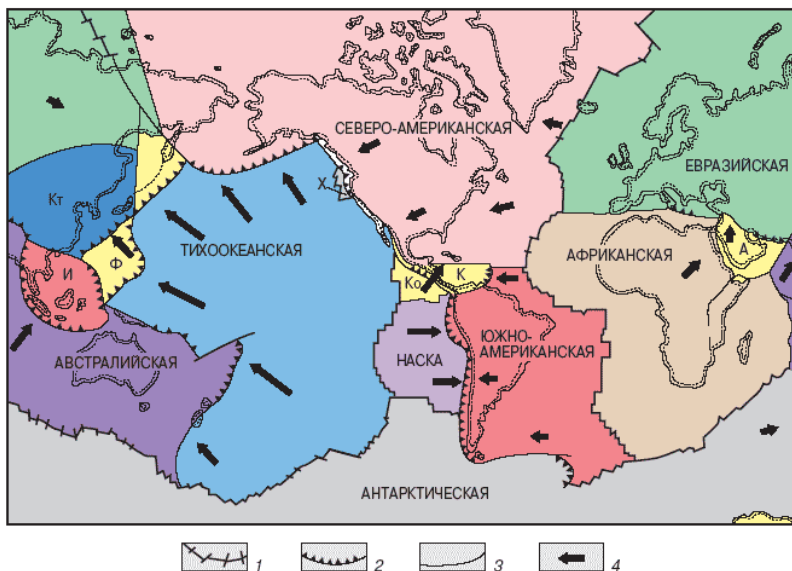 СЕВЕРО-АМЕРИКАНСКАЯ
ЕВРАЗИЙСКАЯ
Кт
Х
ТИХООКЕАНСКАЯ
Ф
И
АФРИКАНСКАЯ
А
Ко
К
АВСТРАЛИЙСКАЯ
НАСКА
ЮЖНО-
АМЕРИКАНСКАЯ
АНТАРКТИЧЕСКАЯ
1
2
3
4